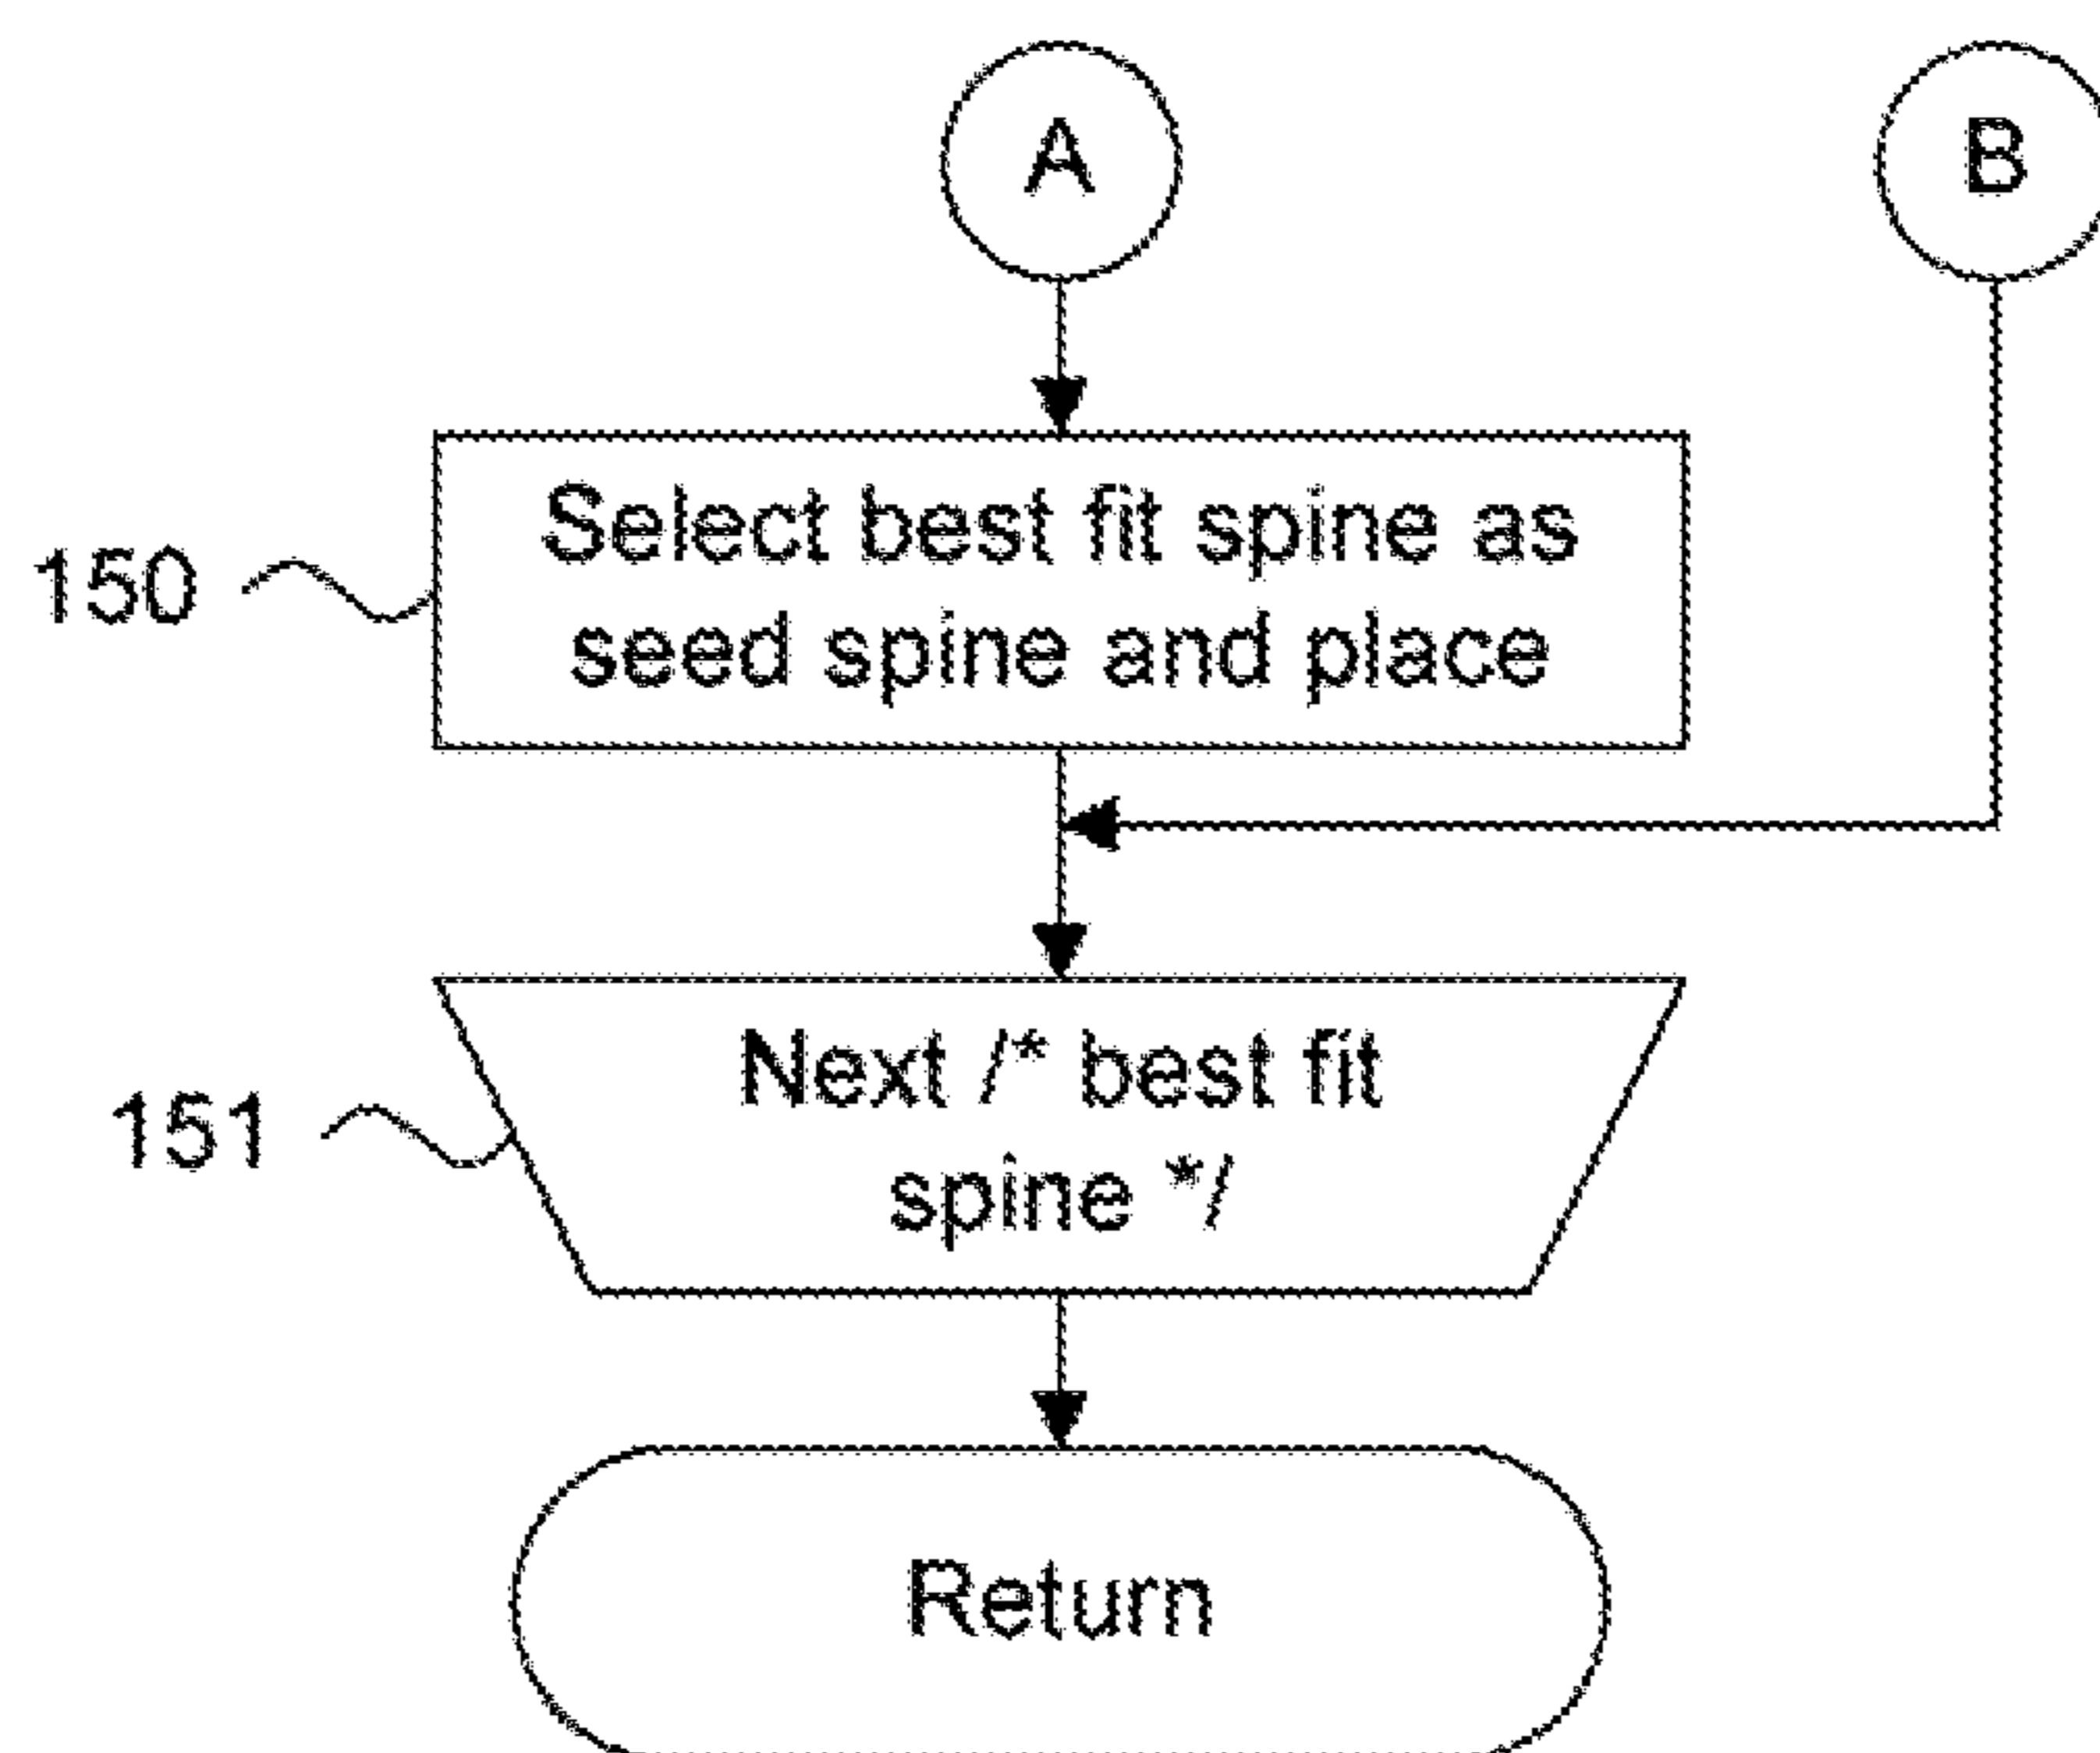 A
B
150
Select best fit spine as
seed spine and place
151
Next /* best fit
spine */
Return